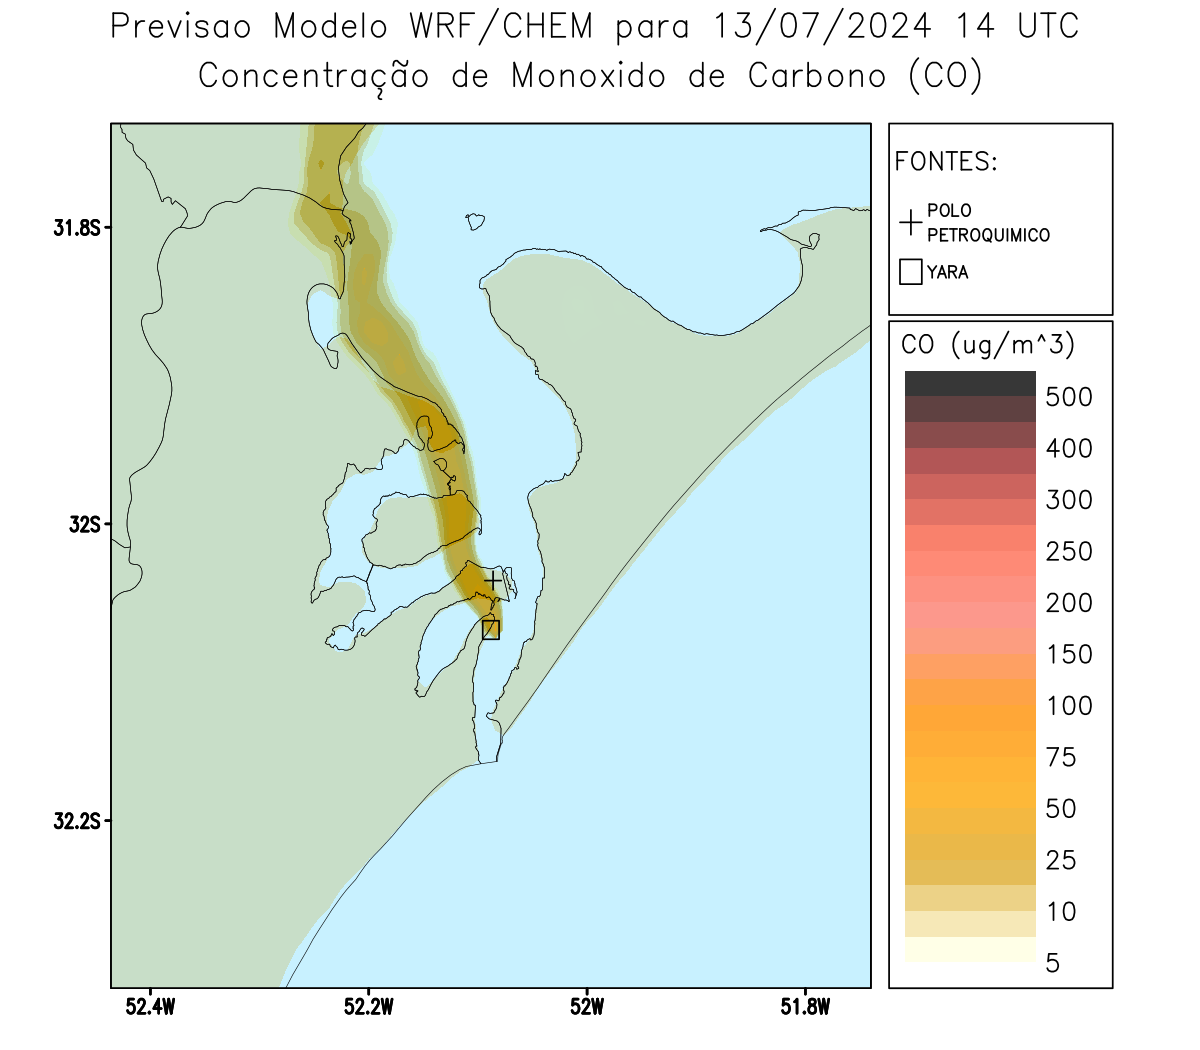 Previsao Modelo WRF/CHEM para 13/07/2024 14 UTC
Concentração de Monoxido de Carbono (CO)
FONTES:
POLO
PETROQUIMICO
YARA
CO (ug/m^3)
500
400
300
250
200
150
100
75
50
25
10
5
31.8S
32S
32.2S
52.4W
52.2W
52W
51.8W